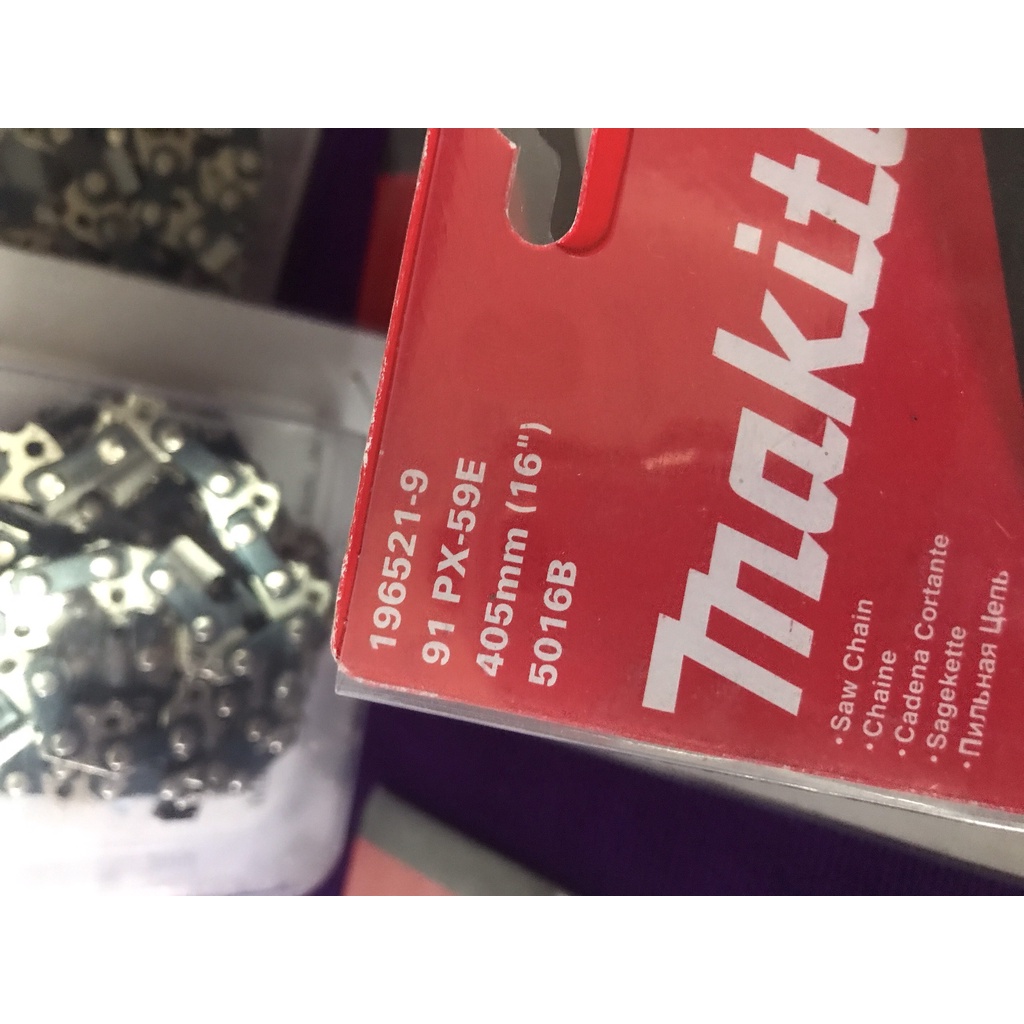 196521-9
91 PX-59E
405mm (16")
5016B
makita
·Saw Chain
·Chaine
·Cadena Cortante
·Sagekette
·Пильная Цепь